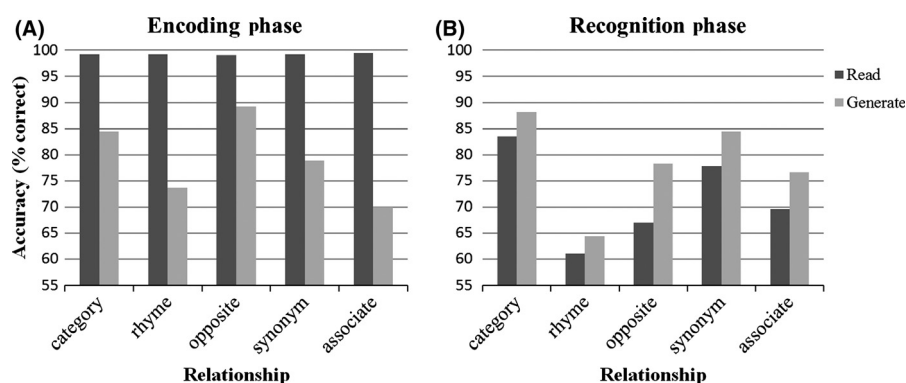 (A) Encoding phase
Accuracy (% correct)
100
95
90
85
80
75
70
65
60
55
category
rhyme
opposite
synonym
associate
Relationship
(B) Recognition phase
100
95
90
85
80
75
70
65
60
55
category
rhyme
opposite
synonym
associate
Relationship
Read
Generate